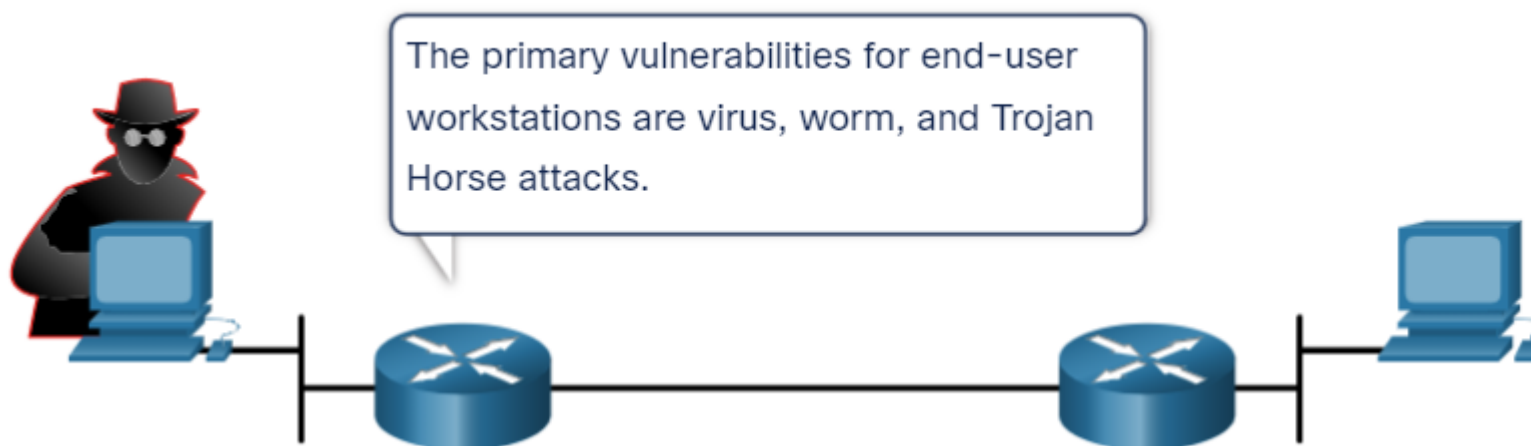 The primary vulnerabilities for end-user
workstations are virus, worm, and Trojan
Horse attacks.